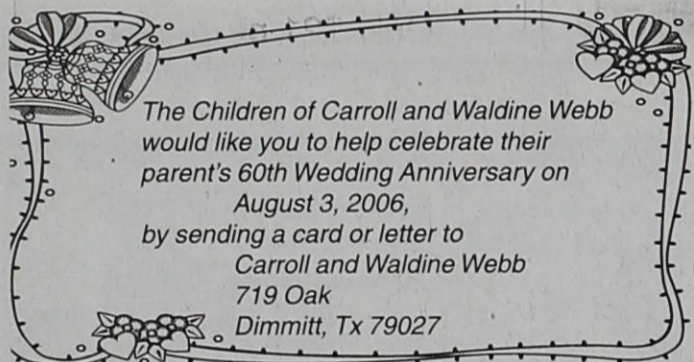 The Children of Carroll and Waldine Webb
would like you to help celebrate their
parent's 60th Wedding Anniversary on
August 3, 2006,
by sending a card or letter to
Carroll and Waldine Webb
719 Oak
Dimmitt, Tx 79027